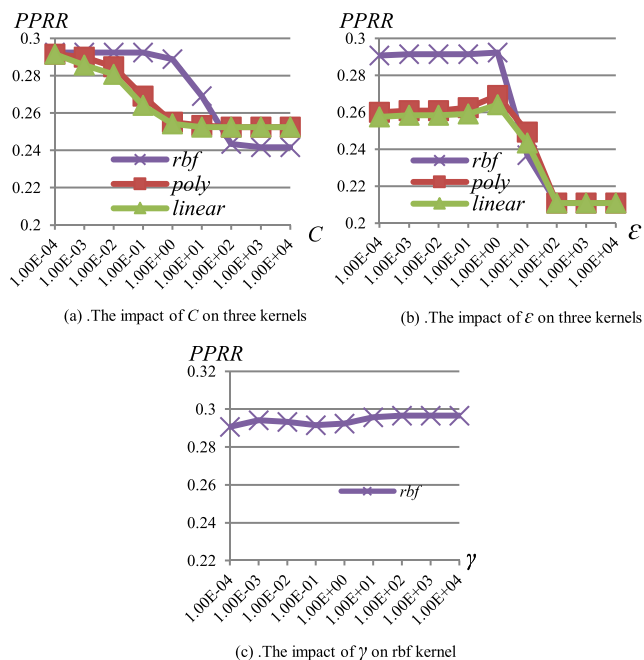 PPRR
0.3
0.28
0.26
0.24
0.22
0.2
rbf
poly
linear
1.00E-04
1.00E-03
1.00E-02
1.00E-01
1.00E+00
1.00E+01
1.00E+02
1.00E+03
1.00E+04
C
(a) .The impact of C on three kernels
PPRR
0.3
0.27
0.24
0.21
0.18
rbf
poly
linear
1.00E-04
1.00E-03
1.00E-02
1.00E-01
1.00E+00
1.00E+01
1.00E+02
1.00E+03
1.00E+04
ε
(b) .The impact of ε on three kernels
PPRR
0.32
0.3
0.28
0.26
0.24
0.22
rbf
1.00E-04
1.00E-03
1.00E-02
1.00E-01
1.00E+00
1.00E+01
1.00E+02
1.00E+03
1.00E+04
γ
(c) .The impact of γ on rbf kernel